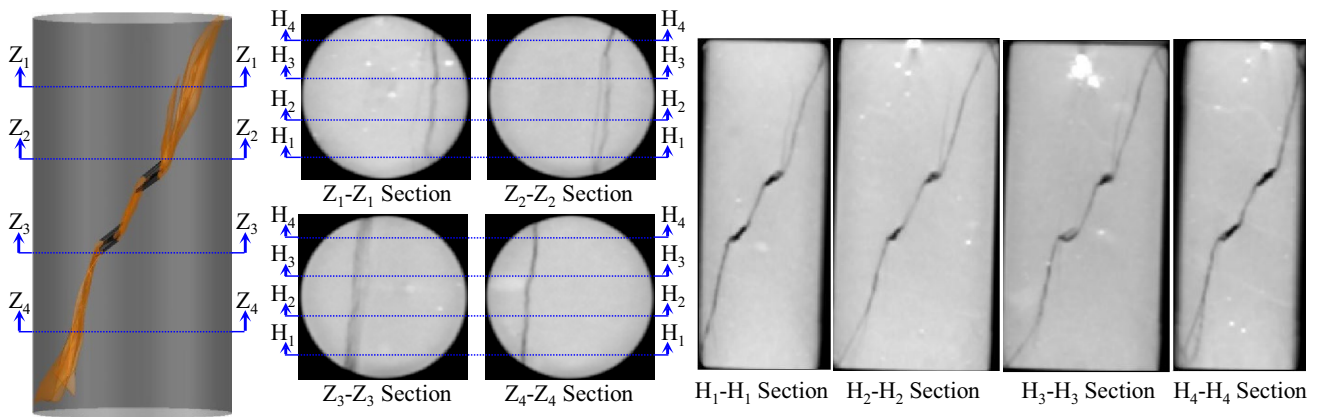 Z1 Z1
Z2 Z2
Z3 Z3
Z4 Z4
H4 H4
H3 H3
H2 H2
H1 H1
Z1-Z1 Section Z2-Z2 Section
H4 H4
H3 H3
H2 H2
H1 H1
Z3-Z3 Section Z4-Z4 Section
H1-H1 Section H2-H2 Section H3-H3 Section H4-H4 Section